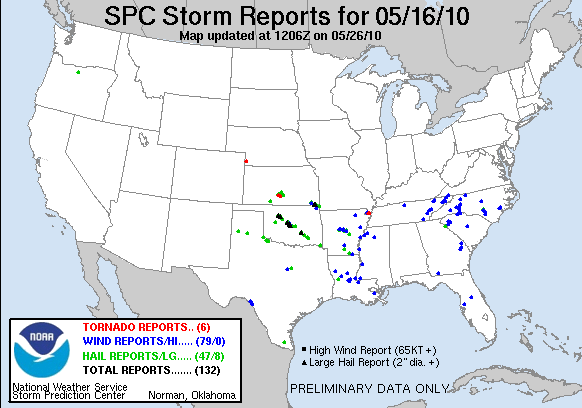 SPC Storm Reports for 05/16/10
Map updated at 1206Z on 05/26/10
NOAA
TORNADO REPORTS.. (6)
WIND REPORTS/HI..... (79/0)
HAIL REPORTS/LG..... (47/8)
TOTAL REPORTS....... (132)
National Weather Service
Storm Prediction Center Norman, Oklahoma
High Wind Report (65KT +)
Large Hail Report (2" dia. +)
PRELIMINARY DATA ONLY